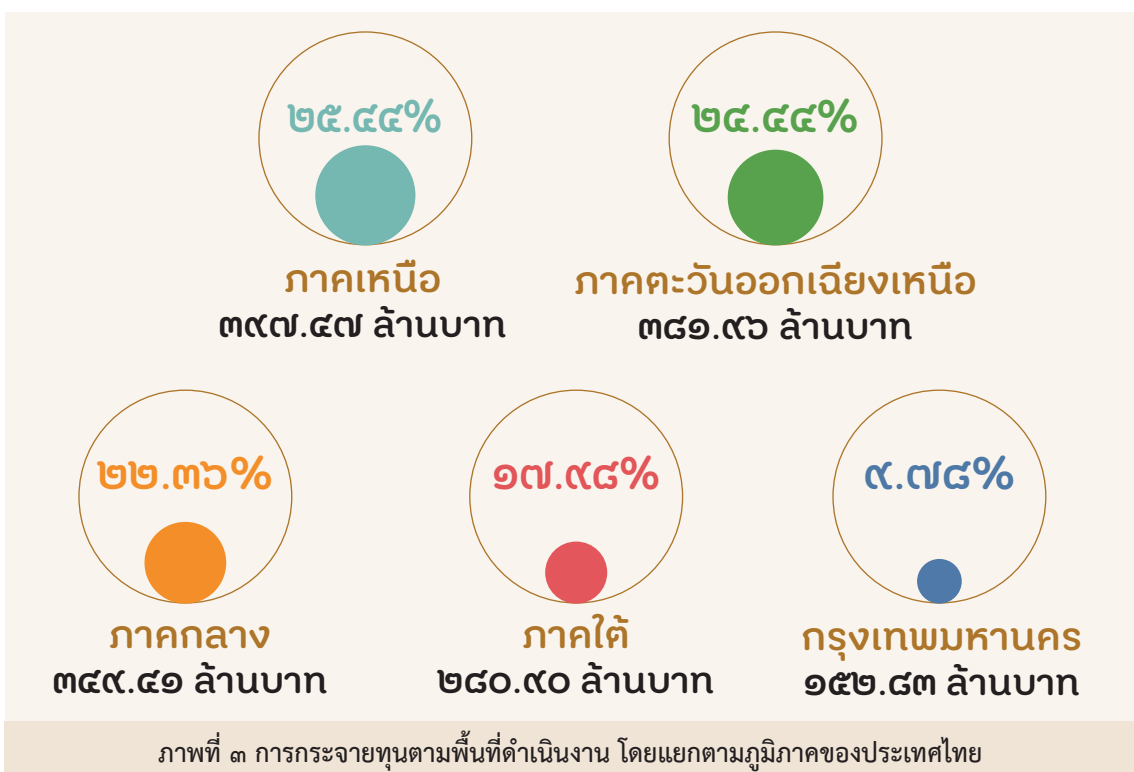 ๒๕.๔๔%
๒๔.๔๔%
ภาคเหนือ
๓๙๗.๔๗ ล้านบาท
ภาคตะวันออกเฉียงเหนือ
๓๘๑.๙๖ ล้านบาท
๒๒.๓๖%
๑๗.๙๘%
๙.๗๘%
ภาคกลาง
๓๔๙.๔๑ ล้านบาท
ภาคใต้
๒๘๐.๙๐ ล้านบาท
กรุงเทพมหานคร
๑๕๒.๘๓ ล้านบาท
ภาพที่ ๓ การกระจายทุนตามพื้นที่ดำเนินงาน โดยแยกตามภูมิภาคของประเทศไทย